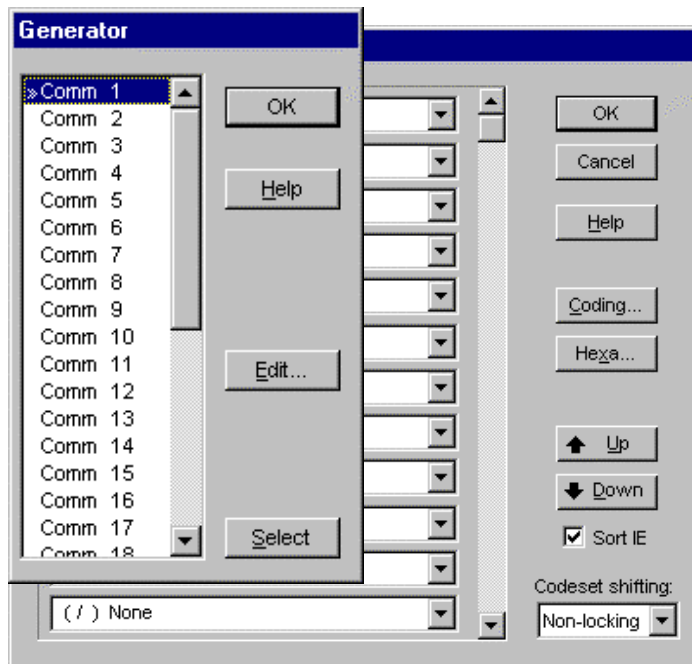 Generator
»Comm 1
Comm 2
Comm 3
Comm 4
Comm 5
Comm 6
Comm 7
Comm 8
Comm 9
Comm 10
Comm 11
Comm 12
Comm 13
Comm 14
Comm 15
Comm 16
Comm 17
Comm 18
OK
Help
Edit...
Select
OK
Cancel
Help
Coding...
Hexa...
Up
Down
Sort IE
Codeset shifting:
Non-locking
( / ) None